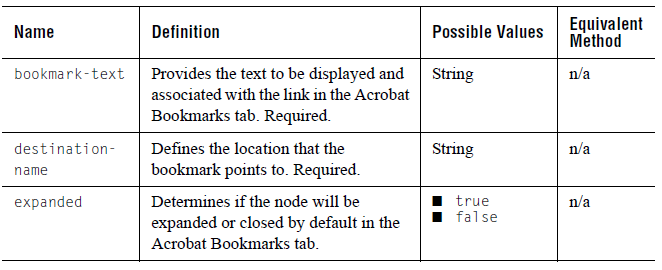 Name Definition Possible Values Equivalent Method
bookmark-text Provides the text to be displayed and String n/a
associated with the link in the Acrobat
Bookmarks tab. Required.
destination- Defines the location that the String n/a
name bookmark points to. Required.
expanded Determines if the node will be ■ true n/a
expanded or closed by default in the ■ false
Acrobat Bookmarks tab.